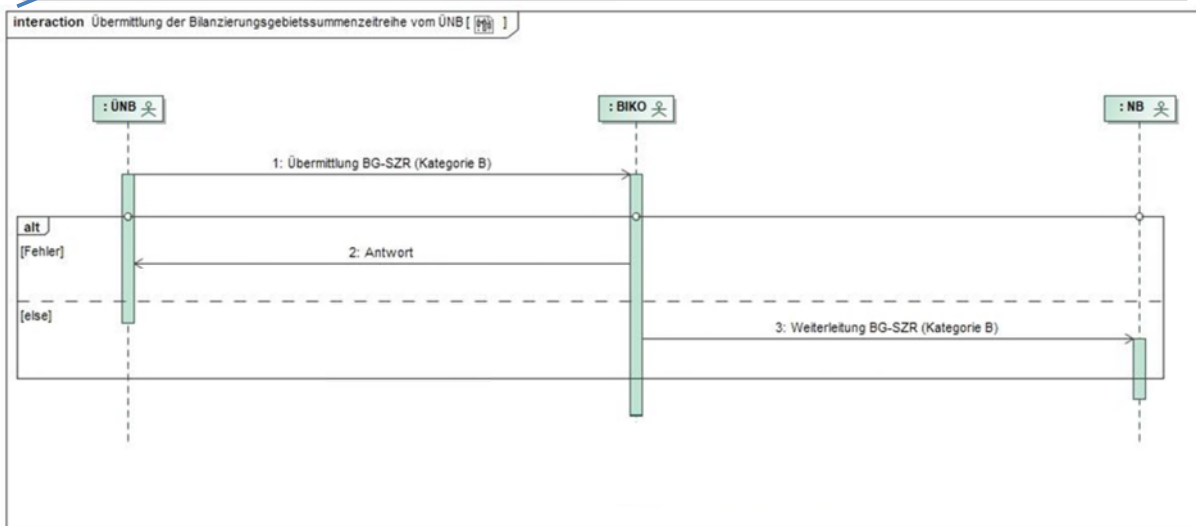 interaction Übermittlung der Bilanzierungsgebietssummenzeitreihe vom ÜNB [ ]
: ÜNB
: BIKO
: NB
1: Übermittlung BG-SZR (Kategorie B)
alt
[Fehler]
2: Antwort
[else]
3: Weiterleitung BG-SZR (Kategorie B)